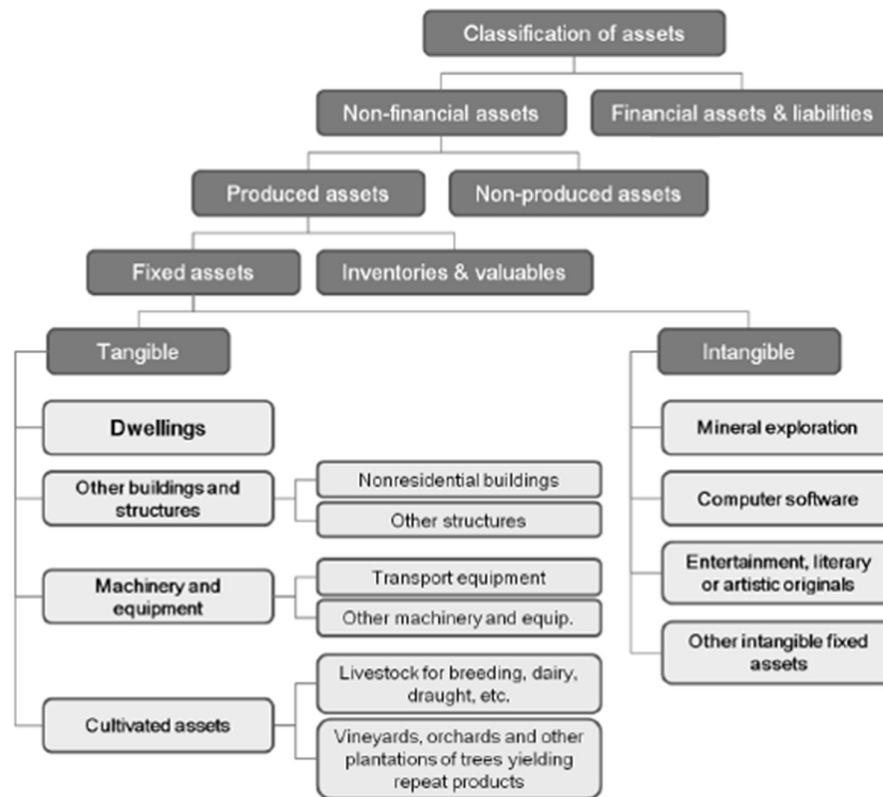 Classification of assets
Non-financial assets
Financial assets & liabilities
Produced assets
Non-produced assets
Fixed assets
Inventories & valuables
Tangible
Intangible
Dwellings
Other buildings and
structures
Nonresidential buildings
Other structures
Machinery and
equipment
Transport equipment
Other machinery and equip.
Cultivated assets
Livestock for breeding, dairy,
draught, etc.
Vineyards, orchards and other
plantations of trees yielding
repeat products
Mineral exploration
Computer software
Entertainment, literary
or artistic originals
Other intangible fixed
assets